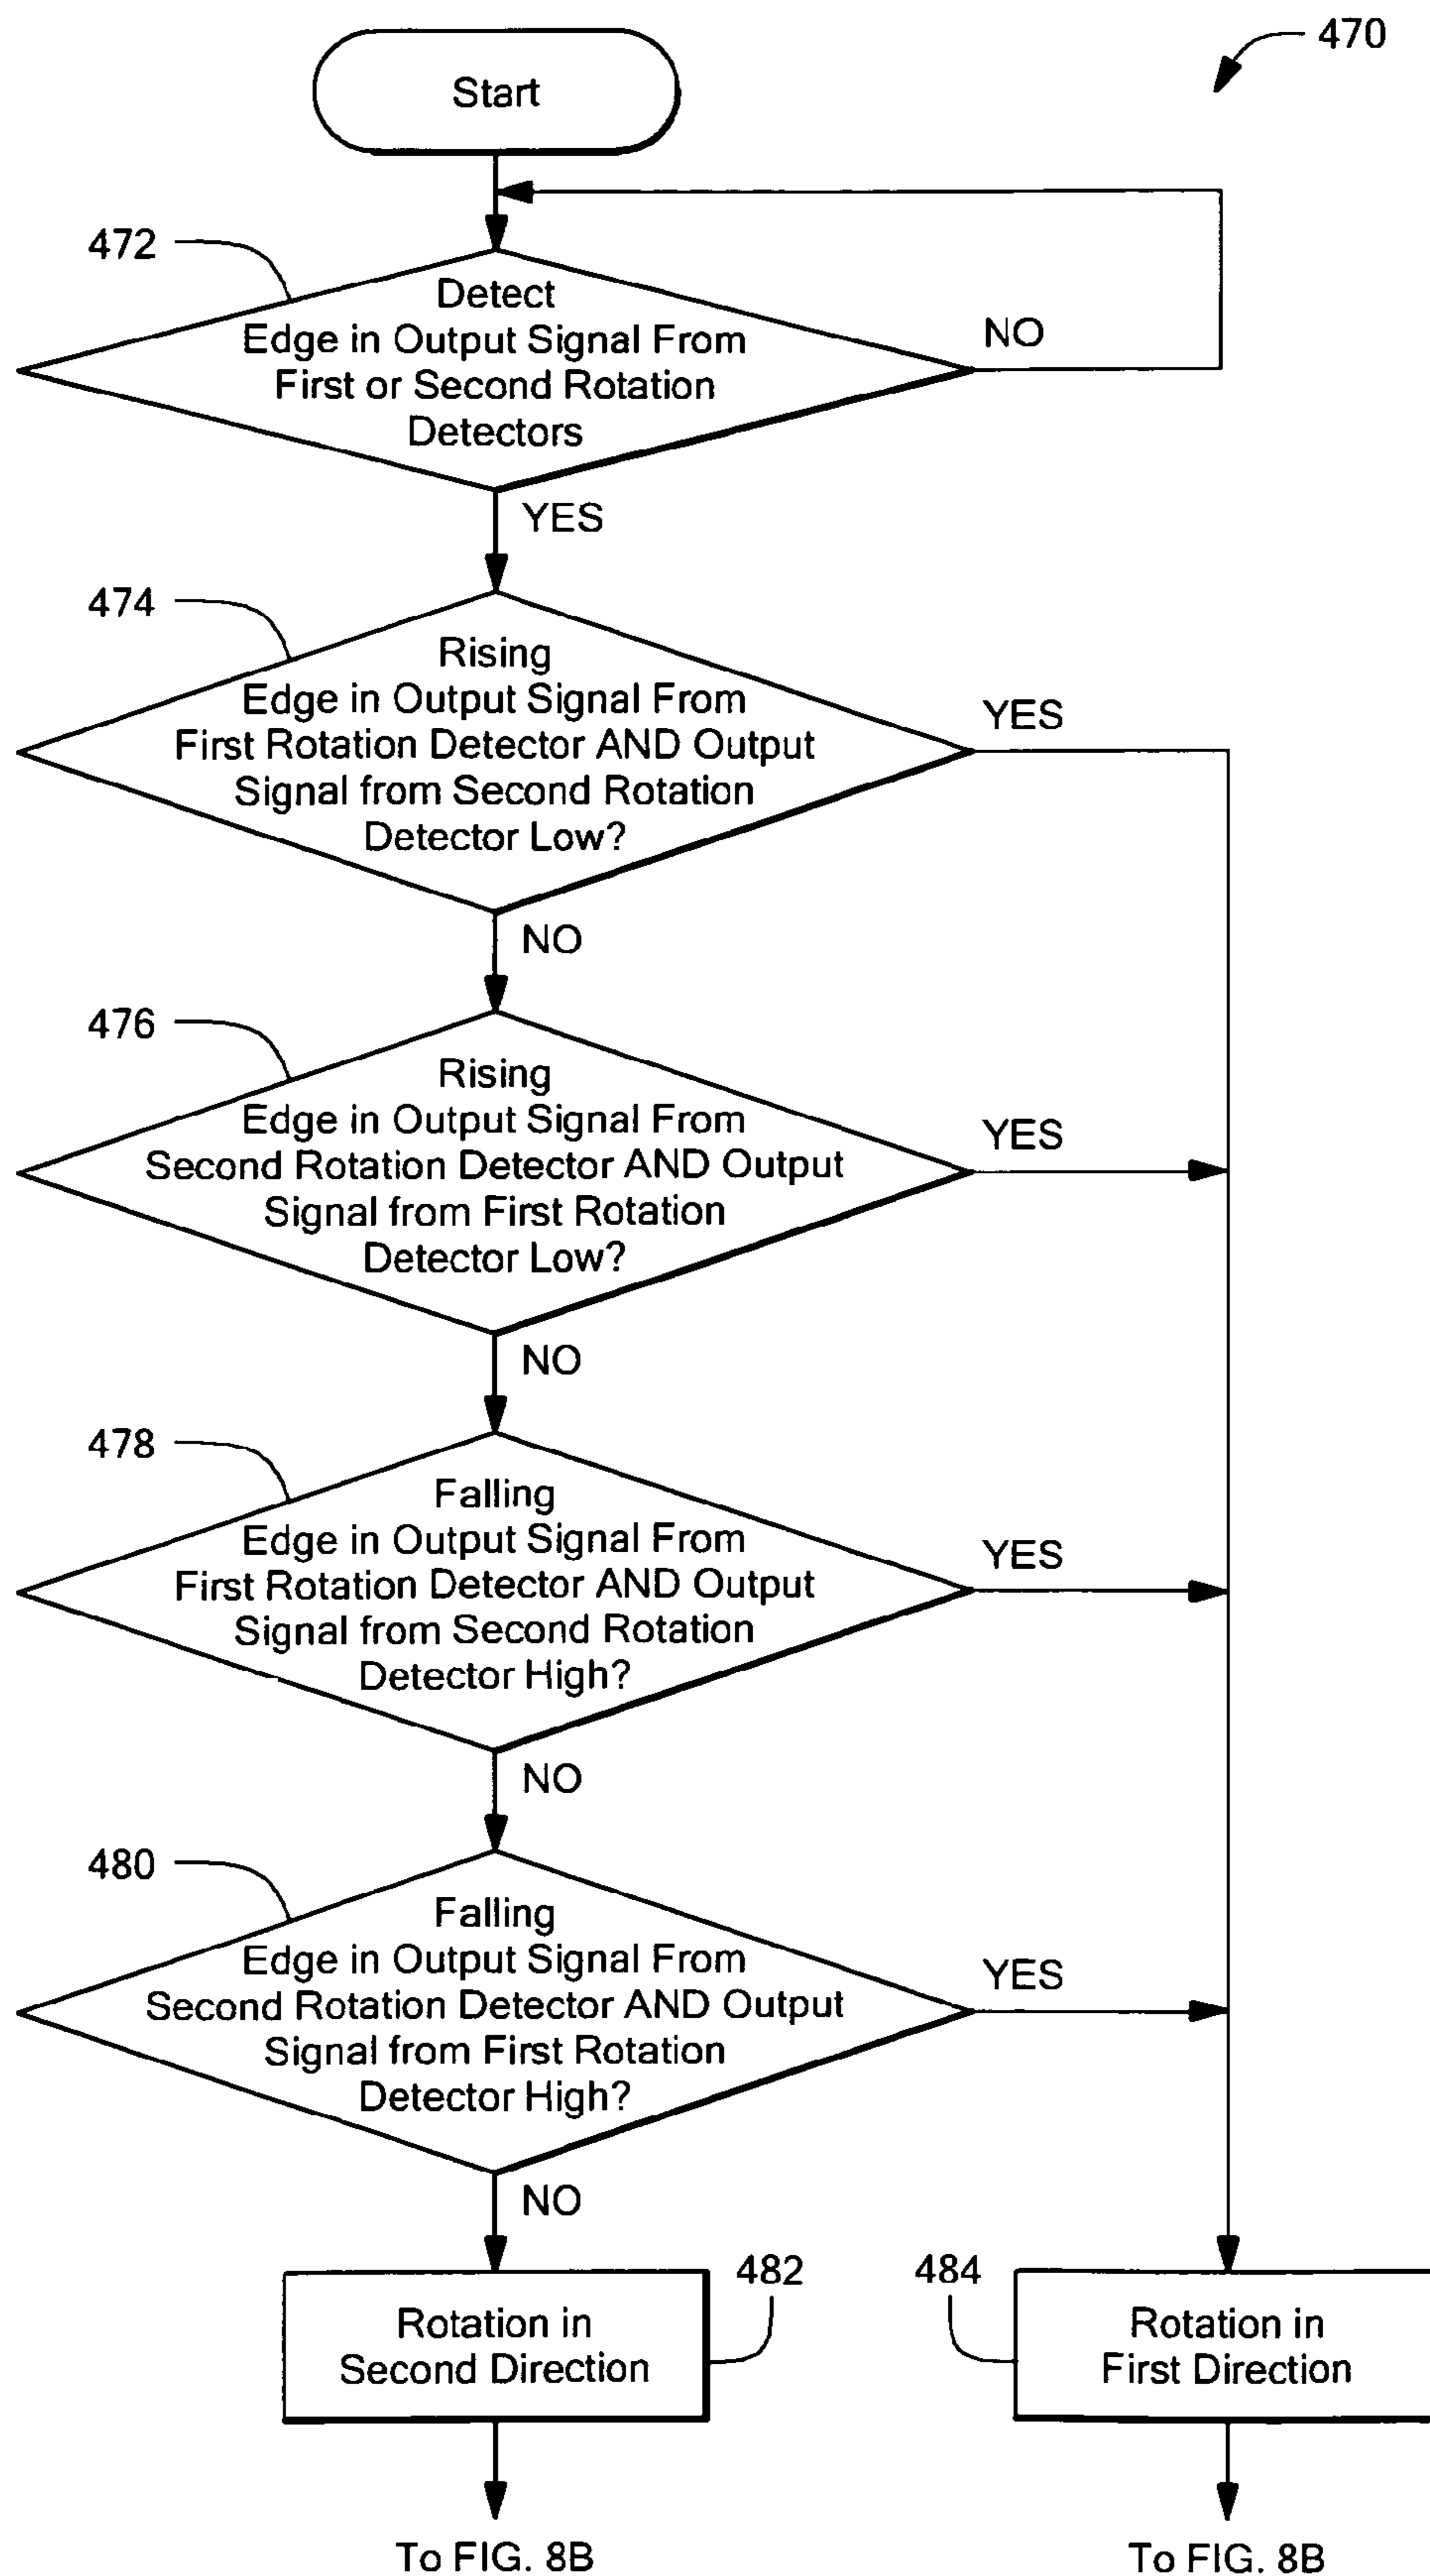 470
Start
472
Detect
Edge in Output Signal From
First or Second Rotation
Detectors
NO
YES
474
Rising
Edge in Output Signal From
First Rotation Detector AND Output
Signal from Second Rotation
Detector Low?
YES
NO
476
Rising
Edge in Output Signal From
Second Rotation Detector AND Output
Signal from First Rotation
Detector Low?
YES
NO
478
Falling
Edge in Output Signal From
First Rotation Detector AND Output
Signal from Second Rotation
Detector High?
YES
NO
480
Falling
Edge in Output Signal From
Second Rotation Detector AND Output
Signal from First Rotation
Detector High?
YES
NO
482
Rotation in
Second Direction
484
Rotation in
First Direction
To FIG. 8B
To FIG. 8B